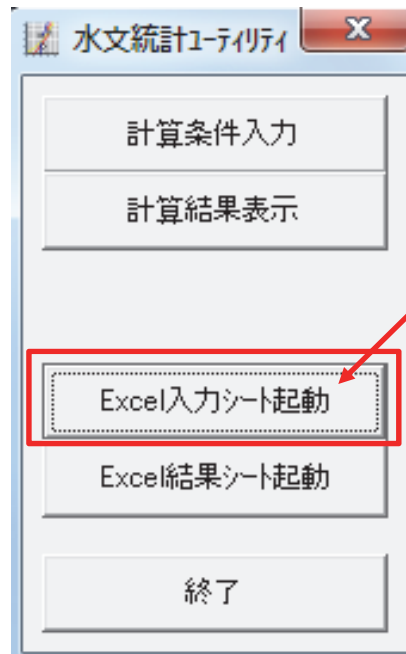 水文統計ﾕｰﾃｨﾘﾃｨ
計算条件入力
計算結果表示
Excel入力ｼｰﾄ起動
Excel結果ｼｰﾄ起動
終了